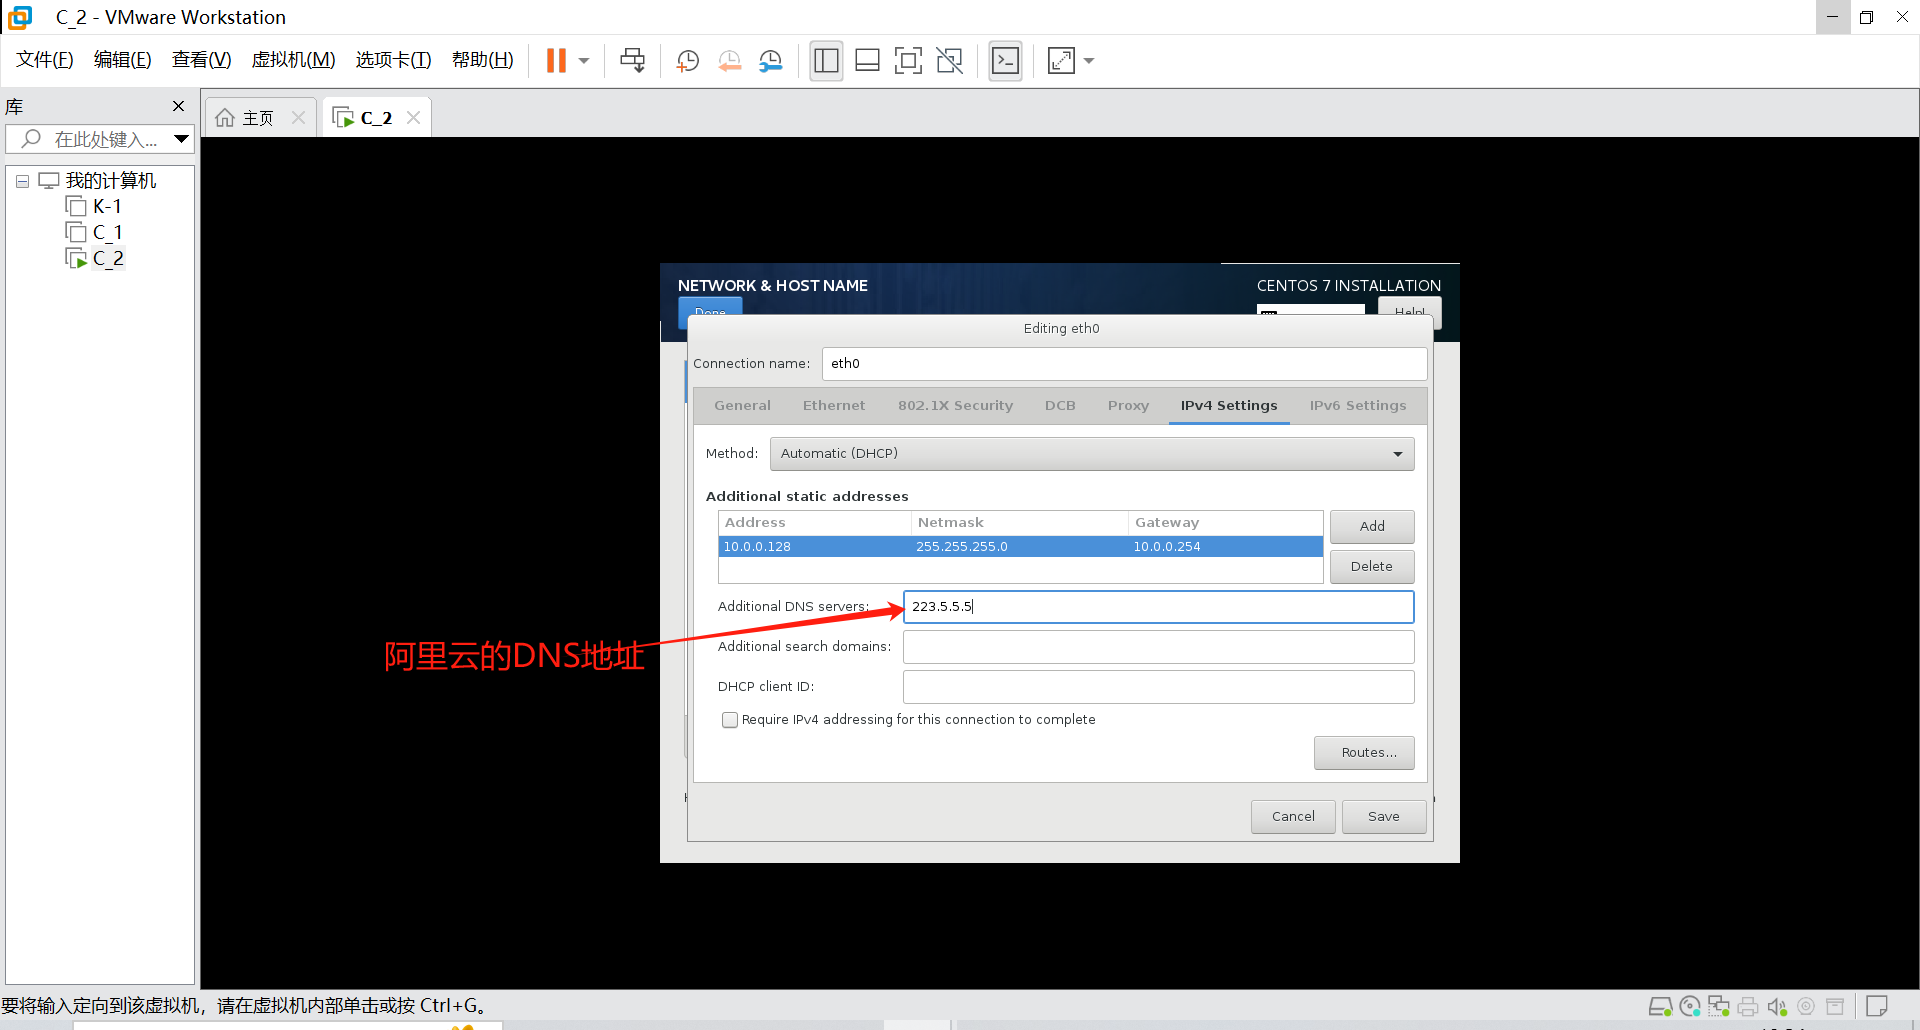 C_2 - VMware Workstation
文件(F) 编辑(E) 查看(V) 虚拟机(M) 选项卡(T) 帮助(H)
库
主页
C_2
在此处键入...
我的计算机
K-1
C_1
C_2
NETWORK & HOST NAME
CENTOS 7 INSTALLATION
Done
Help!
Editing eth0
Connection name: eth0
General Ethernet 802.1X Security DCB Proxy IPv4 Settings IPv6 Settings
Method: Automatic (DHCP)
Additional static addresses
Address Netmask Gateway
Add
10.0.0.128 255.255.255.0 10.0.0.254
Delete
Additional DNS servers: 223.5.5.5
阿里云的DNS地址
Additional search domains:
DHCP client ID:
Require IPv4 addressing for this connection to complete
Routes...
Cancel
Save
要将输入定向到该虚拟机，请在虚拟机内部单击或按 Ctrl+G。